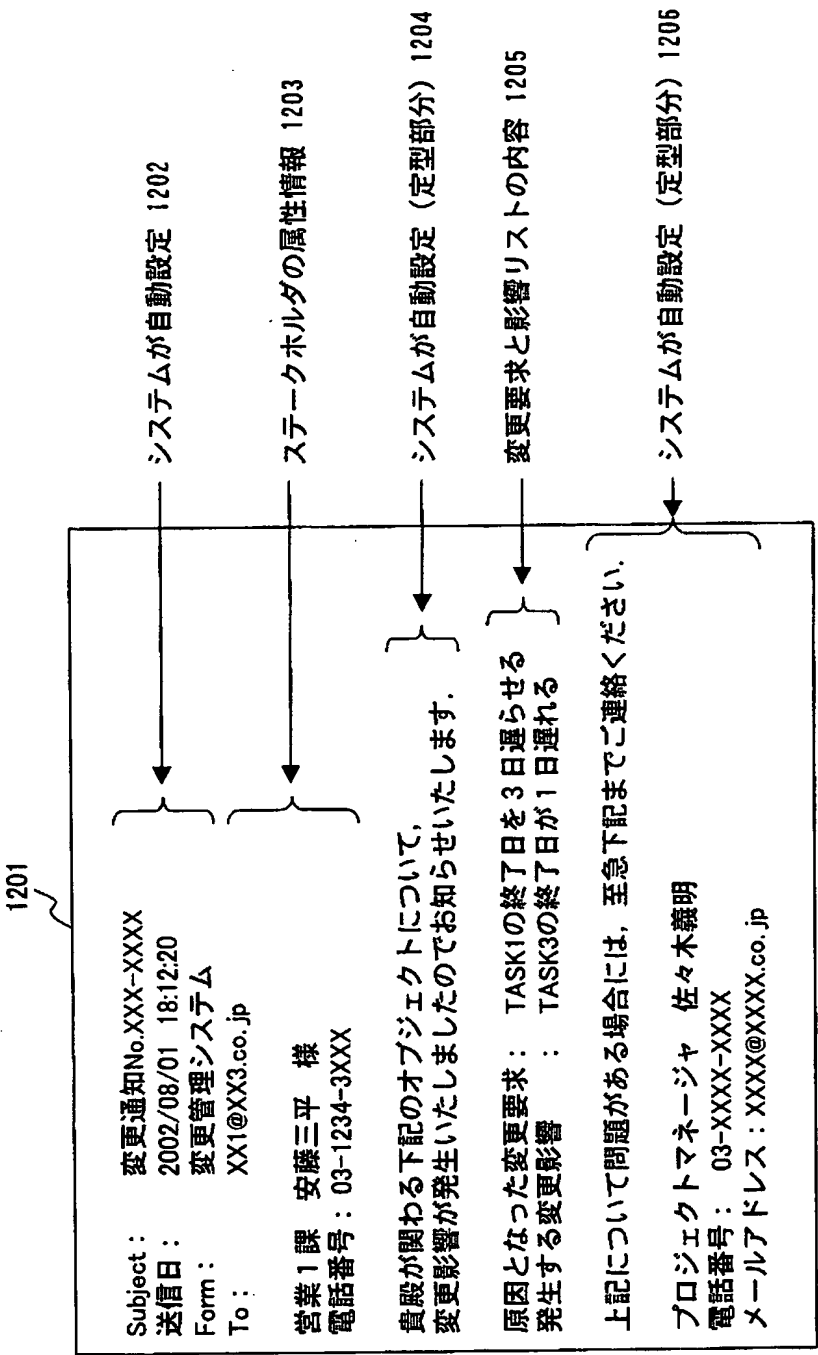 1201
Subject： 変更通知No.XXX-XXXX
送信日： 2002/08/01 18:12:20
Form： 変更管理システム
To： XX1@XX3.co.jp
営業1課 安藤三平 様
電話番号：03-1234-3XXX
貴殿が関わる下記のオブジェクトについて，
変更影響が発生いたしましたのでお知らせいたします．
原因となった変更要求： TASK1の終了日を3日遅らせる
発生する変更影響 ： TASK3の終了日が1日遅れる
上記について問題がある場合には，至急下記までご連絡ください．
プロジェクトマネージャ 佐々木義明
電話番号： 03-XXXX-XXXX
メールアドレス：XXXX@XXXX.co.jp
システムが自動設定 1202
ステークホルダの属性情報 1203
システムが自動設定（定型部分）1204
変更要求と影響リストの内容 1205
システムが自動設定（定型部分）1206